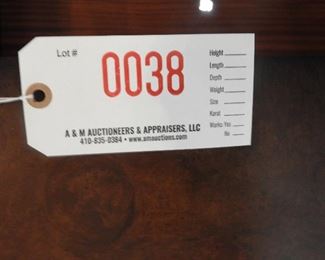 Lot #
0038
Height
Length
Depth
Weight
Size
Karat
Marks: Yes
No
A & M AUCTIONEERS & APPRAISERS, LLC
410-835-0384 • www.amauctions.com